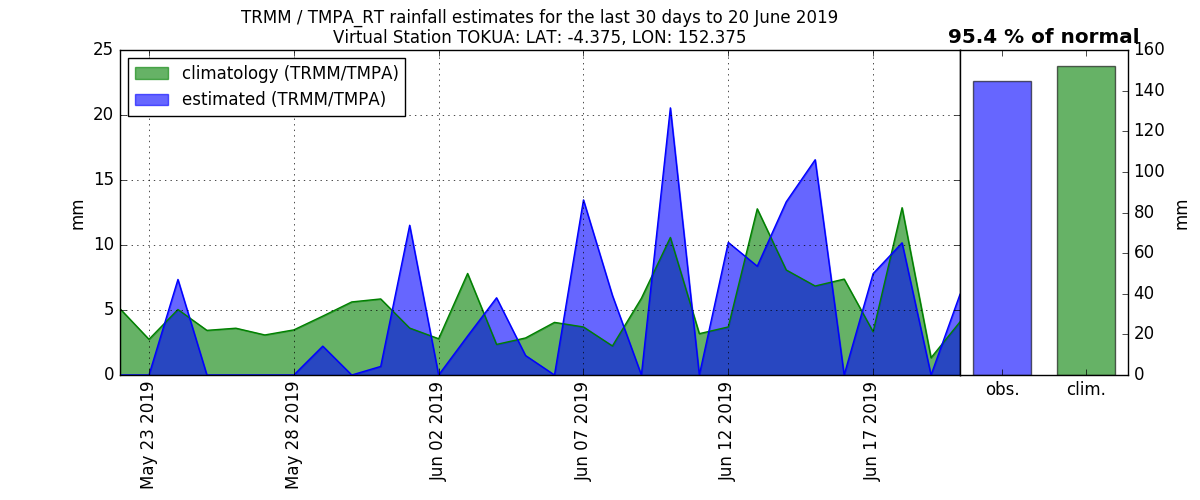 TRMM / TMPA_RT rainfall estimates for the last 30 days to 20 June 2019
Virtual Station TOKUA: LAT: -4.375, LON: 152.375
95.4 % of normal
climatology (TRMM/TMPA)
estimated (TRMM/TMPA)
25
20
15
10
5
0
mm
May 23 2019
May 28 2019
Jun 02 2019
Jun 07 2019
Jun 12 2019
Jun 17 2019
obs.
clim.
160
140
120
100
80
60
40
20
0
mm